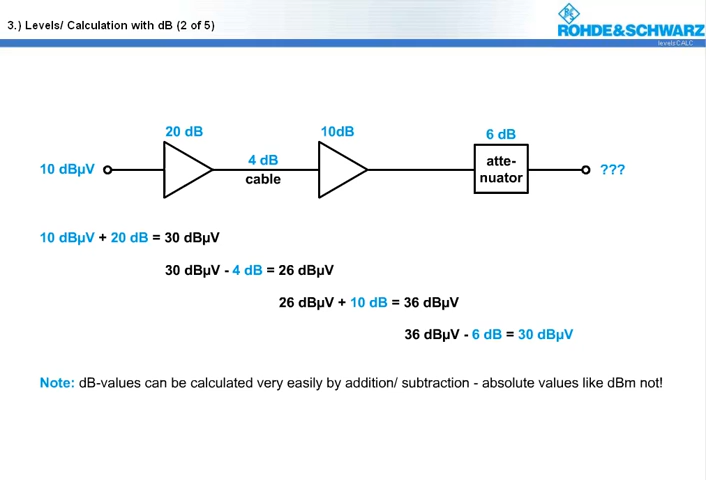 3.) Levels/ Calculation with dB (2 of 5)
ROHDE&SCHWARZ
levelsCALC
20 dB
10dB
6 dB
10 dBµV
4 dB
cable
atte-
nuator
???
10 dBµV + 20 dB = 30 dBµV
30 dBµV - 4 dB = 26 dBµV
26 dBµV + 10 dB = 36 dBµV
36 dBµV - 6 dB = 30 dBµV
Note: dB-values can be calculated very easily by addition/ subtraction - absolute values like dBm not!